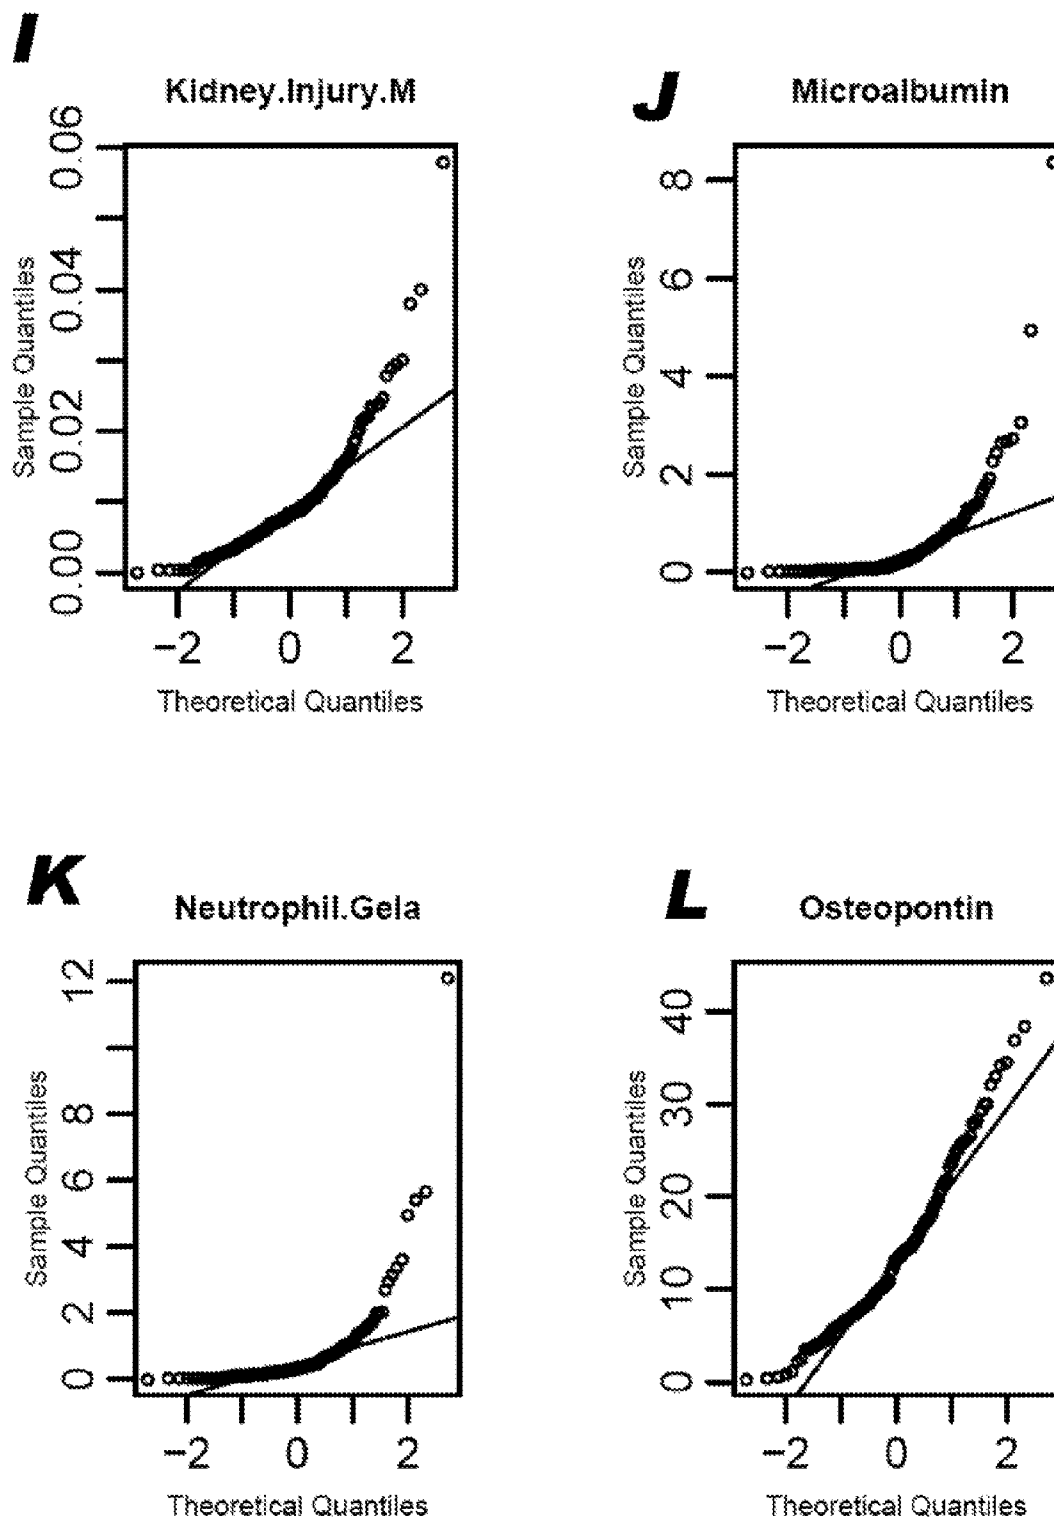 I
Kidney.Injury.M
Sample Quantiles
0.00 0.02 0.04 0.06
−2 0 2
Theoretical Quantiles
J
Microalbumin
Sample Quantiles
0 2 4 6 8
−2 0 2
Theoretical Quantiles
K
Neutrophil.Gela
Sample Quantiles
0 2 4 6 8 12
−2 0 2
Theoretical Quantiles
L
Osteopontin
Sample Quantiles
0 10 20 30 40
−2 0 2
Theoretical Quantiles